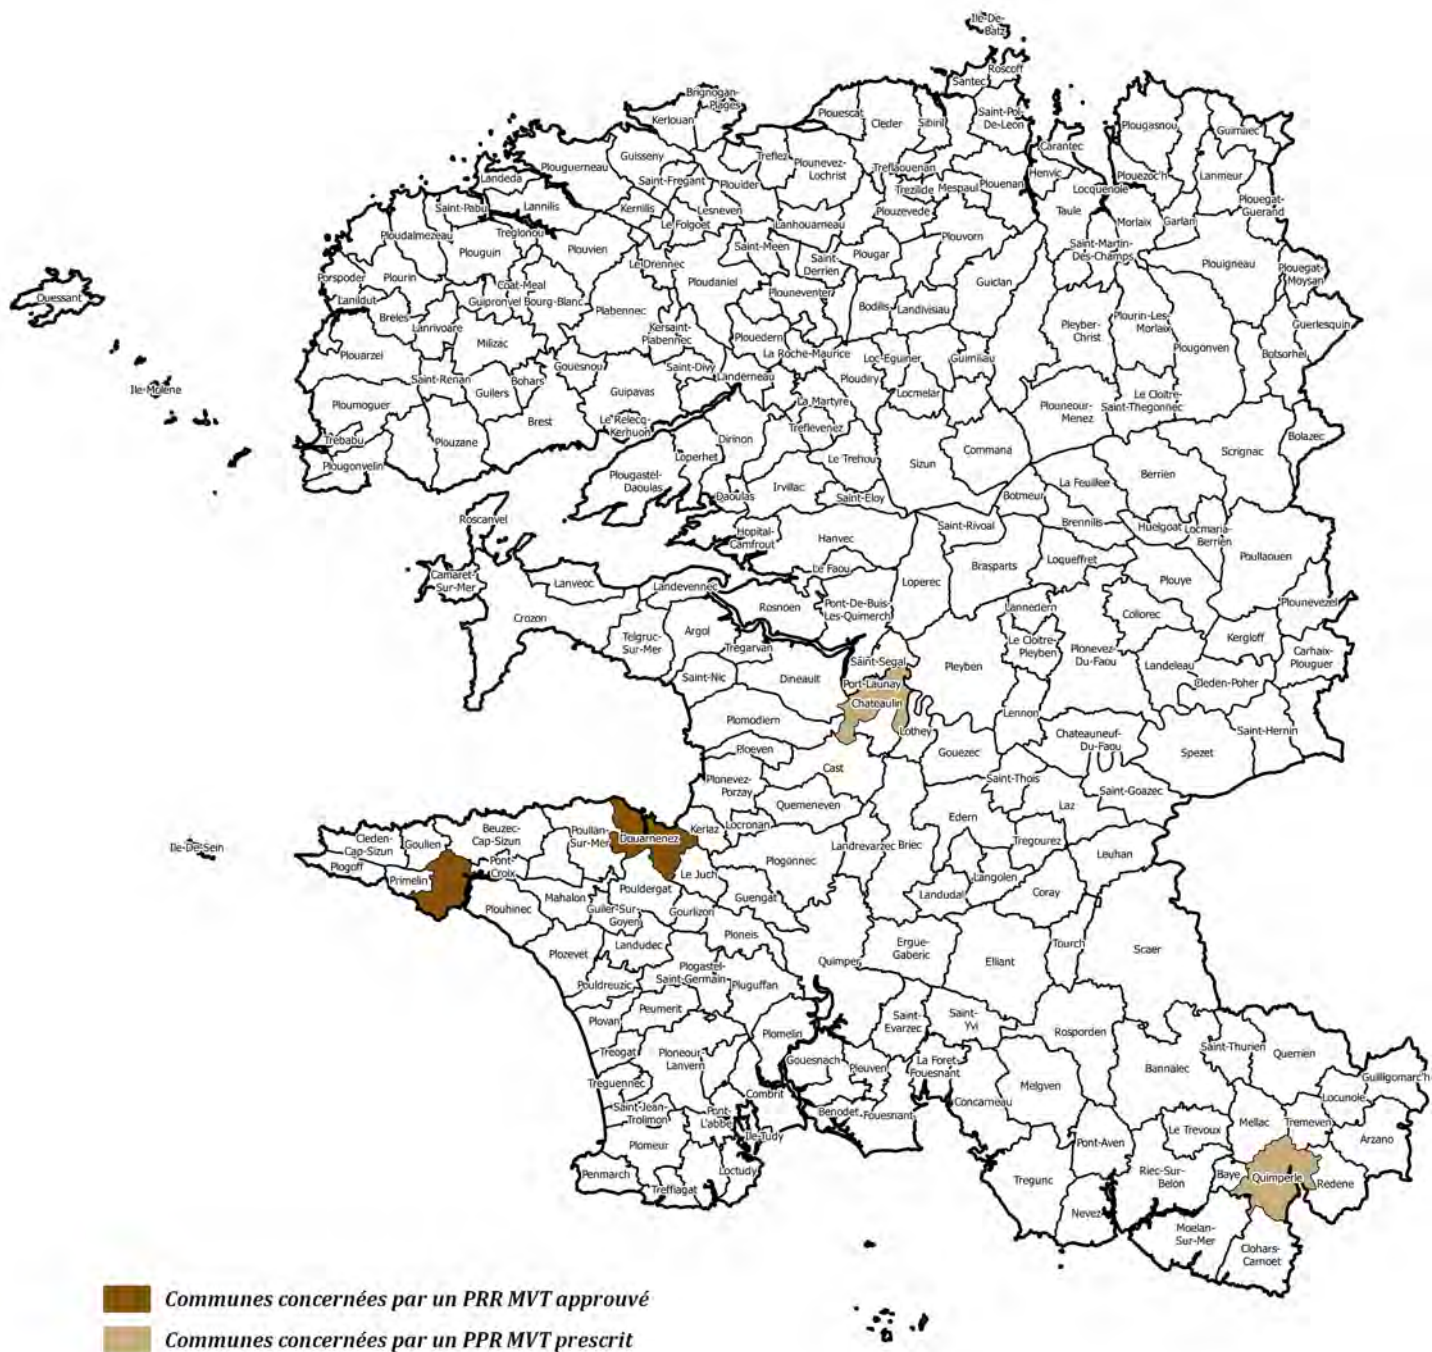 Ile-De-
Batz
Roscoff
Santec
Brignogan-
Plages
Kerlouan
Plouescat
Cleder
Sibiril
Saint-Pol-
De-Leon
Plougasnou
Guimaec
Carantec
Plouguerneau
Guisseny
Treflez
Plounevez-
Lochrist
Treflaouenan
Henvic
Plouezoc'h
Lanmeur
Landeda
Saint-Fregant
Plouider
Trezilide
Mespaul
Plouenan
Locquenole
Plouegat-
Guerand
Saint-Pabu
Lannilis
Kernilis
Lesneven
Plouzevede
Taule
Morlaix
Garlan
Treglonou
Le Folgoet
Lanhouarneau
Ploudalmezeau
Plouguin
Plouvien
Saint-Meen
Saint-
Derrien
Plougar
Plouvorn
Saint-Martin-
Des-Champs
Le Drennec
Plouigneau
Plouegat-
Moysan
Porspoder
Plourin
Coat-Meal
Ploudaniel
Plouneventer
Guiclan
Ouessant
Lanildut
Guipronvel
Bourg-Blanc
Plabennec
Bodilis
Landivisiau
Breles
Lanrivoare
Kersaint-
Plabennec
Plouedern
Pleyber-
Christ
Plourin-Les-
Morlaix
Guerlesquin
Plouarzel
Milizac
La Roche-Maurice
Loc-Eguiner
Guimiliau
Plougonven
Botsorhel
Gouesnou
Saint-Divy
Landerneau
Ploudiry
Saint-Renan
Bohars
Guilers
Guipavas
Locmelar
Ile-Molene
La Martyre
Plouneour-
Menez
Le Cloitre-
Saint-Thegonnec
Ploumoguer
Brest
Le Relecq-
Kerhuon
Treflevenez
Trebabu
Plouzane
Dirinon
Bolazec
Plougonvelin
Loperhet
Le Trehou
Sizun
Commana
Scrignac
Plougastel-
Daoulas
Irvillac
La Feuillee
Berrien
Daoulas
Saint-Eloy
Botmeur
Roscanvel
Hopital-
Camfrout
Hanvec
Saint-Rivoal
Brennilis
Huelgoat
Locmaria-
Berrien
Poullaouen
Camaret-
Sur-Mer
Lanveoc
Landevennec
Le Faou
Loperec
Brasparts
Loqueffret
Plouye
Rosnoen
Pont-De-Buis-
Les-Quimerch
Plounevezel
Crozon
Telgruc-
Sur-Mer
Argol
Lannedern
Collorec
Tregarvan
Le Cloitre-
Pleyben
Plonevez-
Du-Faou
Kergloff
Saint-Segal
Pleyben
Landeleau
Carhaix-
Plouguer
Saint-Nic
Dineault
Port-Launay
Cleden-Poher
Chateaulin
Plomodiern
Lennon
Lothey
Saint-Hernin
Chateauneuf-
Du-Faou
Ploeven
Gouezec
Spezet
Cast
Plonevez-
Porzay
Saint-Thois
Saint-Goazec
Quemeneven
Laz
Edern
Kerlaz
Locronan
Ile-De-Sein
Cleden-
Cap-Sizun
Goulien
Beuzec-
Cap-Sizun
Poullan-
Sur-Mer
Douarnenez
Tregourez
Landrevarzec
Briec
Leuhan
Plogoff
Primelin
Pont-
Croix
Le Juch
Plogonnec
Langolen
Pouldergat
Guengat
Landudal
Coray
Mahalon
Plouhinec
Guiler-Sur-
Goyen
Gourlizon
Ploneis
Landudec
Ergue-
Gaberic
Tourch
Scaer
Plozevet
Quimper
Elliant
Plogastel-
Saint-Germain
Pluguffan
Pouldreuzic
Peumerit
Saint-
Evarzec
Saint-
Yvi
Plovan
Plomelin
Rosporden
Treogat
Ploneour-
Lanvern
Saint-Thurien
Querrien
Gouesnach
Pleuven
La Foret-
Fouesnant
Bannalec
Treguennec
Melgven
Guilligomarc'h
Combrit
Locunole
Saint-Jean-
Trolimon
Pont-
L'abbe
Benodet
Fouesnant
Concarneau
Mellac
Tremeven
Ile-Tudy
Le Trevoux
Arzano
Plomeur
Pont-Aven
Penmarch
Loctudy
Riec-Sur-
Belon
Baye
Quimperle
Redene
Treffiagat
Tregunc
Nevez
Moelan-
Sur-Mer
Clohars-
Carnoet
Communes concernées par un PRR MVT approuvé
Communes concernées par un PPR MVT prescrit